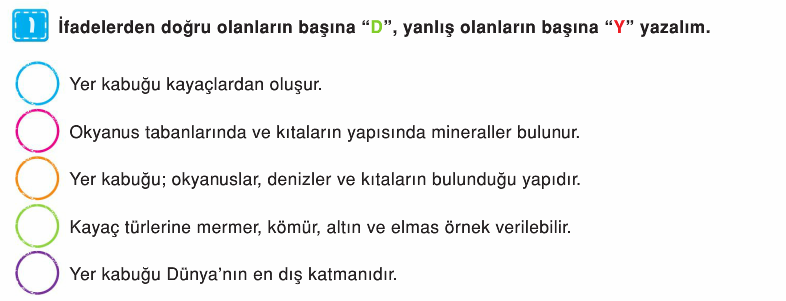 1 İfadelerden doğru olanların başına “D”, yanlış olanların başına “Y” yazalım.
Yer kabuğu kayaçlardan oluşur.
Okyanus tabanlarında ve kıtaların yapısında mineraller bulunur.
Yer kabuğu; okyanuslar, denizler ve kıtaların bulunduğu yapıdır.
Kayaç türlerine mermer, kömür, altın ve elmas örnek verilebilir.
Yer kabuğu Dünya’nın en dış katmanıdır.